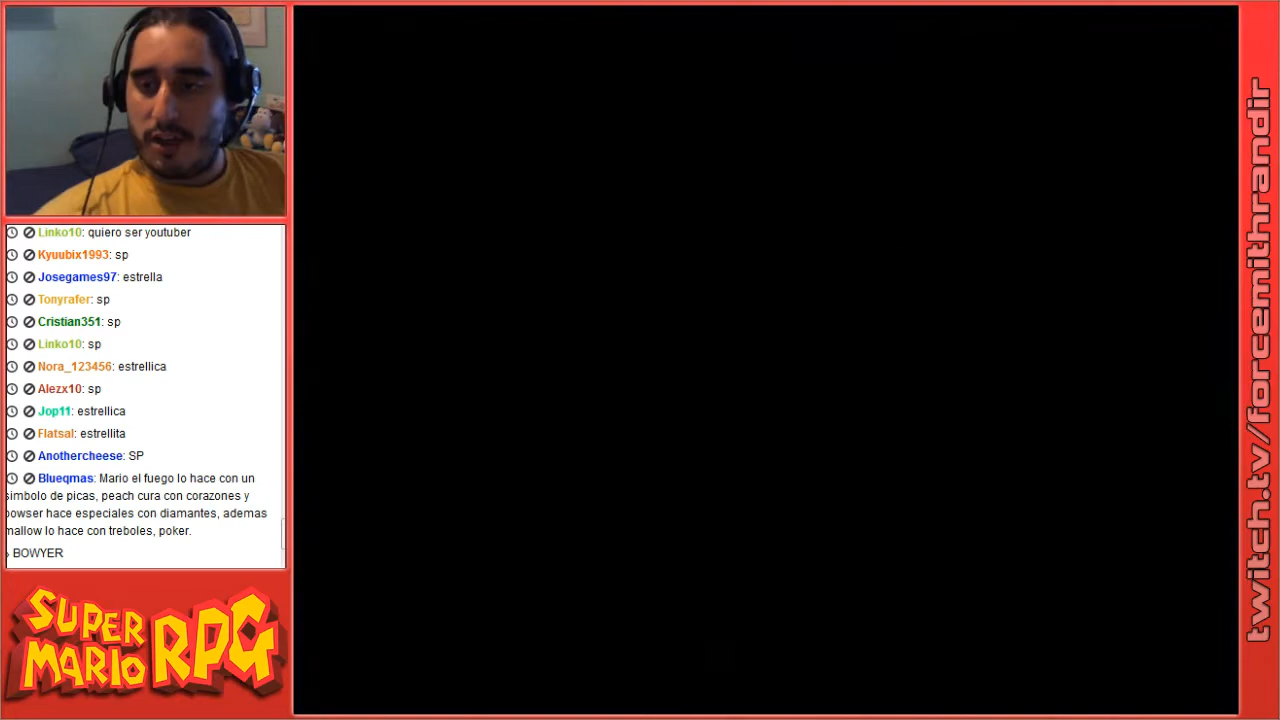 Linko10: quiero ser youtuber
Kyuubix1993: sp
Josegames97: estrella
Tonyrafer: sp
Cristian351: sp
Linko10: sp
Nora_123456: estrellica
Alezx10: sp
Jop11: estrellica
Flatsal: estrellita
Anothercheese: SP
Blueqmas: Mario el fuego lo hace con un
simbolo de picas, peach cura con corazones y
bowser hace especiales con diamantes, ademas
mallow lo hace con treboles, poker.
BOWYER
SUPER
MARIO RPG
twitch.tv/forcemithrandir